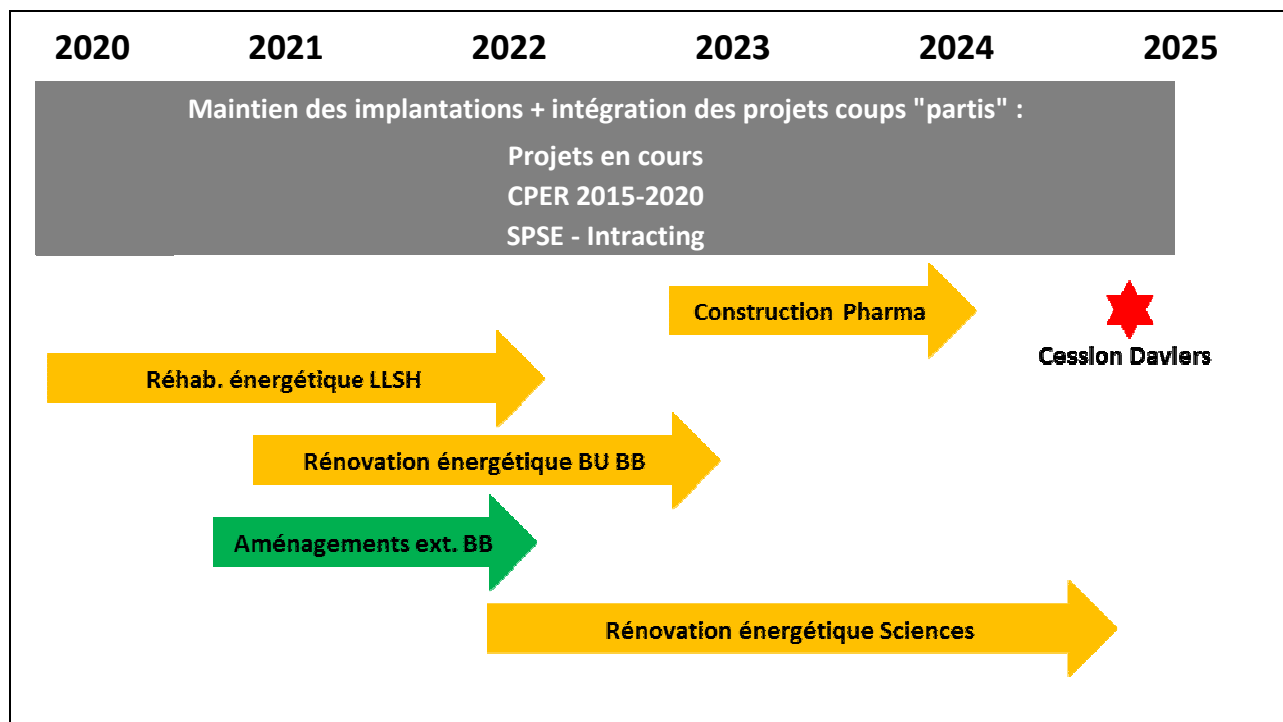 2020 2021 2022 2023 2024 2025
Maintien des implantations + intégration des projets coups "partis" :
Projets en cours
CPER 2015-2020
SPSE - Intracting
Construction Pharma
Cession Daviers
Réhab. énergétique LLSH
Rénovation énergétique BU BB
Aménagements ext. BB
Rénovation énergétique Sciences